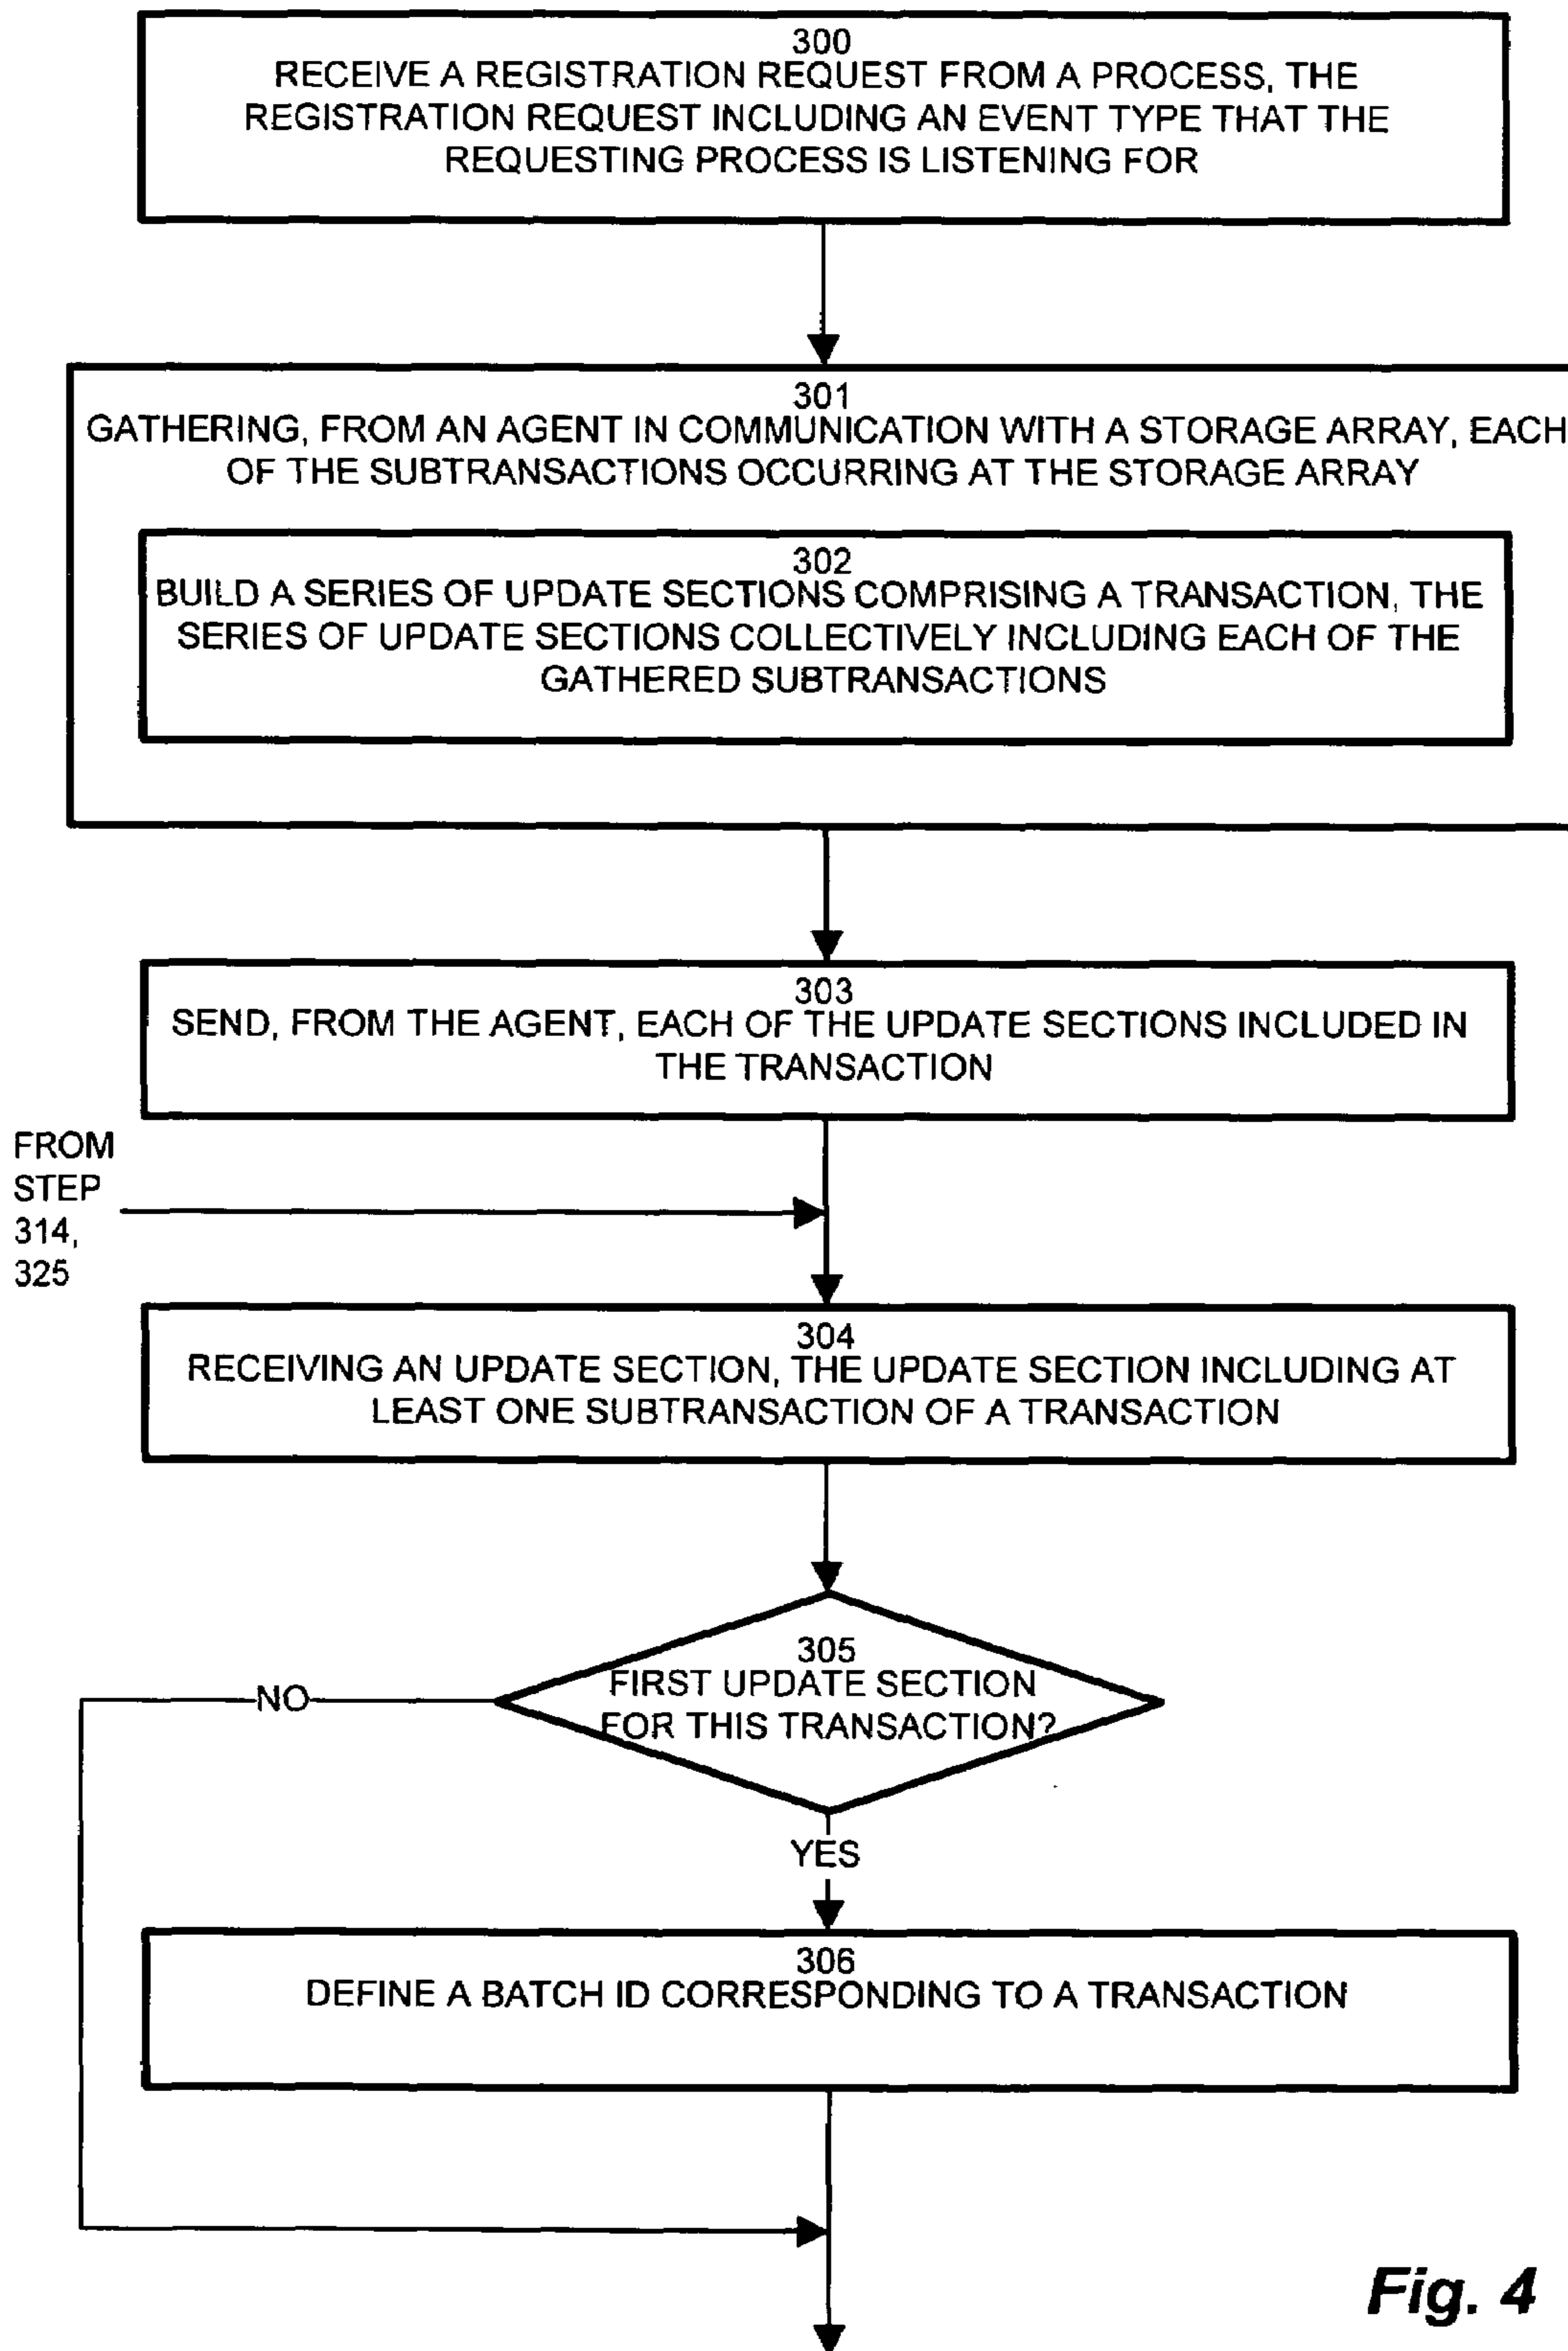 300
RECEIVE A REGISTRATION REQUEST FROM A PROCESS, THE
REGISTRATION REQUEST INCLUDING AN EVENT TYPE THAT THE
REQUESTING PROCESS IS LISTENING FOR
301
GATHERING, FROM AN AGENT IN COMMUNICATION WITH A STORAGE ARRAY, EACH
OF THE SUBTRANSACTIONS OCCURRING AT THE STORAGE ARRAY
302
BUILD A SERIES OF UPDATE SECTIONS COMPRISING A TRANSACTION, THE
SERIES OF UPDATE SECTIONS COLLECTIVELY INCLUDING EACH OF THE
GATHERED SUBTRANSACTIONS
303
SEND, FROM THE AGENT, EACH OF THE UPDATE SECTIONS INCLUDED IN
THE TRANSACTION
FROM
STEP
314,
325
304
RECEIVING AN UPDATE SECTION, THE UPDATE SECTION INCLUDING AT
LEAST ONE SUBTRANSACTION OF A TRANSACTION
305
FIRST UPDATE SECTION
FOR THIS TRANSACTION?
NO
YES
306
DEFINE A BATCH ID CORRESPONDING TO A TRANSACTION
Fig. 4